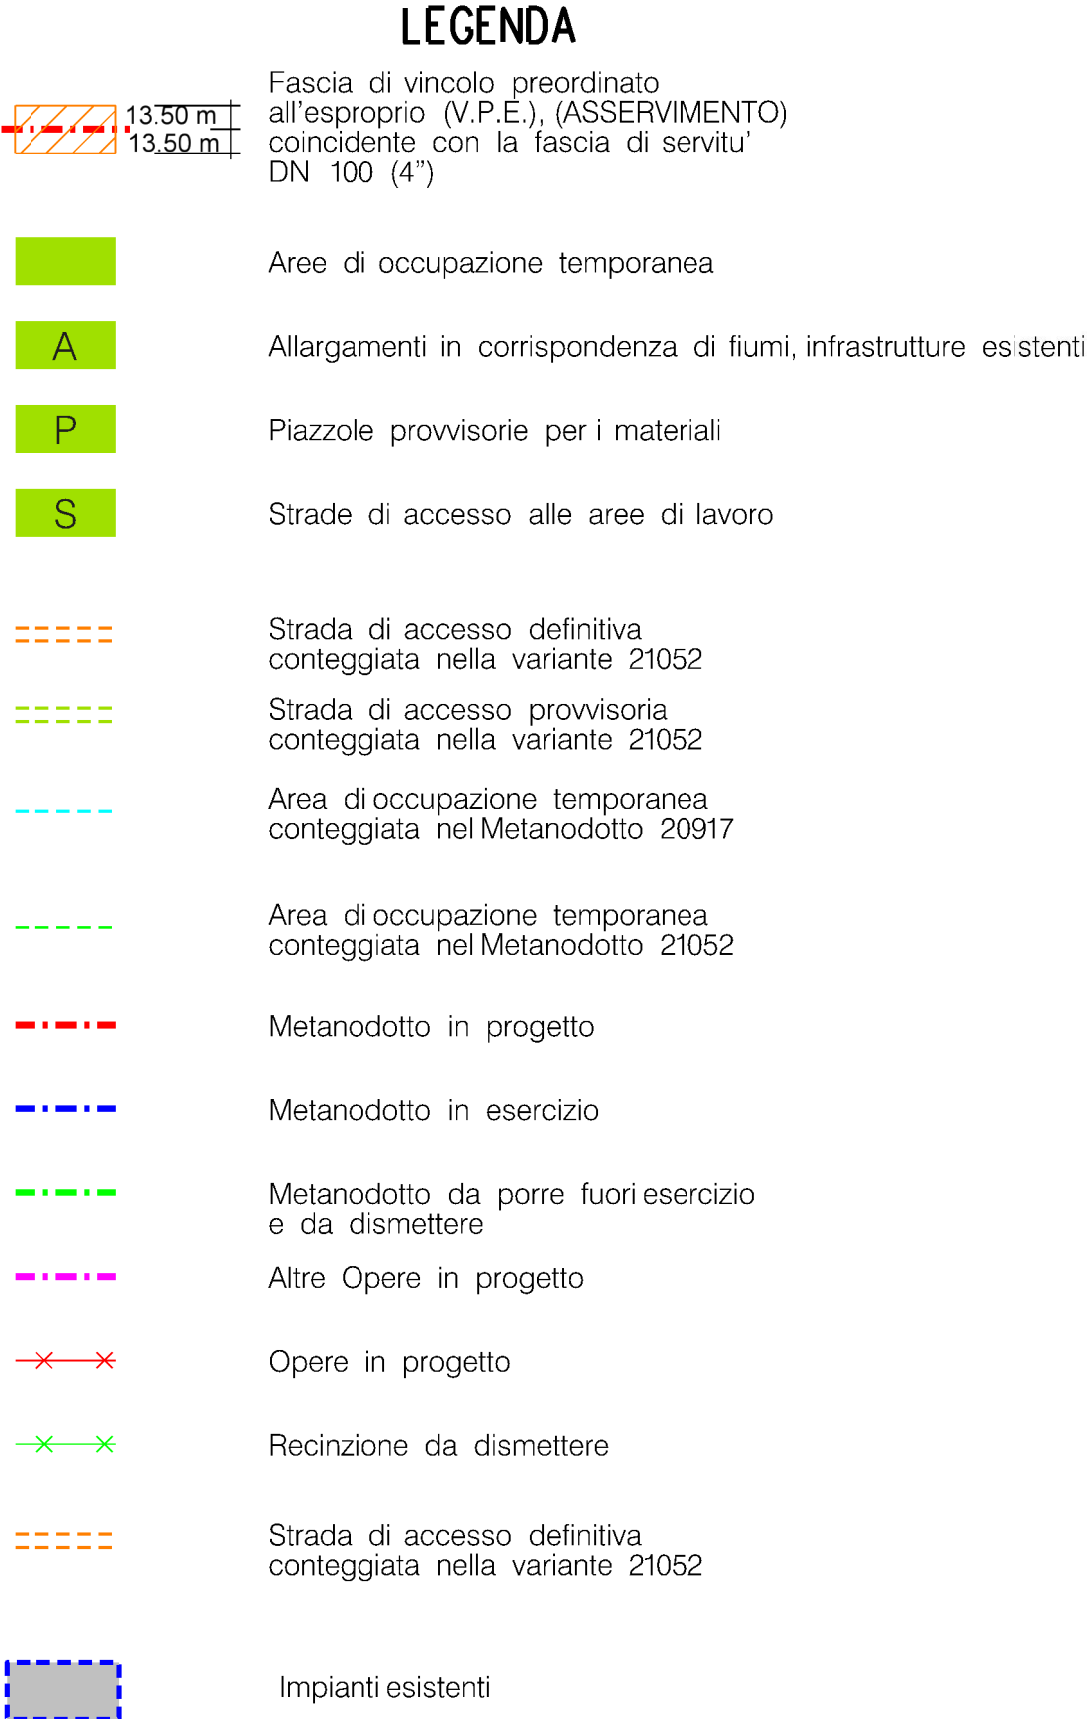 LEGENDA
Fascia di vincolo preordinato
13.50 m all'esproprio (V.P.E.), (ASSERVIMENTO)
13.50 m coincidente con la fascia di servitu'
DN 100 (4")
Aree di occupazione temporanea
A Allargamenti in corrispondenza di fiumi, infrastrutture esistenti
P Piazzole provvisorie per i materiali
S Strade di accesso alle aree di lavoro
Strada di accesso definitiva
conteggiata nella variante 21052
Strada di accesso provvisoria
conteggiata nella variante 21052
Area di occupazione temporanea
conteggiata nel Metanodotto 20917
Area di occupazione temporanea
conteggiata nel Metanodotto 21052
Metanodotto in progetto
Metanodotto in esercizio
Metanodotto da porre fuori esercizio
e da dismettere
Altre Opere in progetto
Opere in progetto
Recinzione da dismettere
Strada di accesso definitiva
conteggiata nella variante 21052
Impianti esistenti